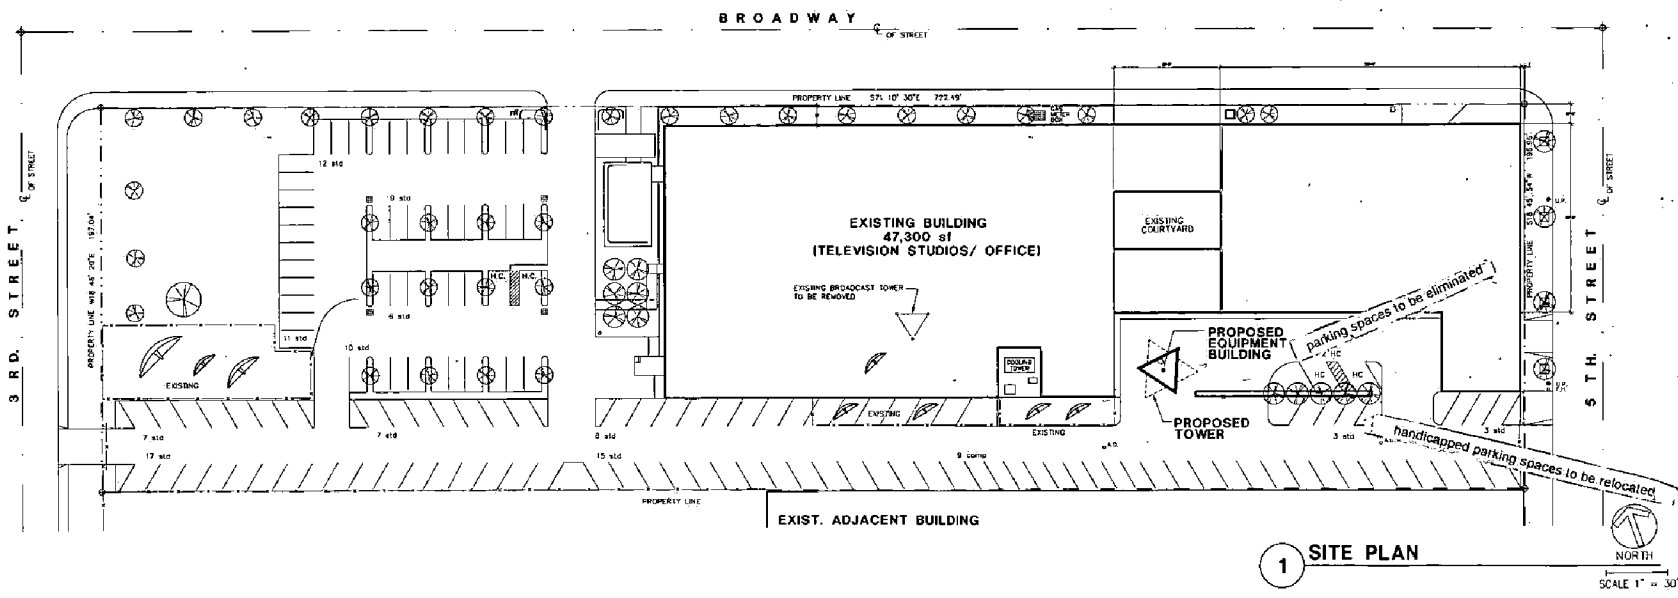 BROADWAY
℄ OF STREET
PROPERTY LINE S71° 10' 30"E 722.49'
GAS
METER
BOX
12 std
19 std
H.C. H.C.
6 std
11 std
10 std
EXISTING
7 std
17 std
7 std
3 RD. STREET
℄ OF STREET
EXISTING BUILDING
47,300 sf
(TELEVISION STUDIOS/ OFFICE)
EXISTING BROADCAST TOWER
TO BE REMOVED
EXISTING
COURTYARD
COOLING
TOWER
EXISTING
EXISTING
8 std
15 std
9 comp
A.D.
PROPOSED
EQUIPMENT
BUILDING
PROPOSED
TOWER
parking spaces to be eliminated
HC
HC HC
3 std
3 std
handicapped parking spaces to be relocated
PROPERTY LINE
U.P.
℄ OF STREET
5 TH. STREET
PROPERTY LINE
EXIST. ADJACENT BUILDING
1 SITE PLAN
NORTH
SCALE 1" = 30'